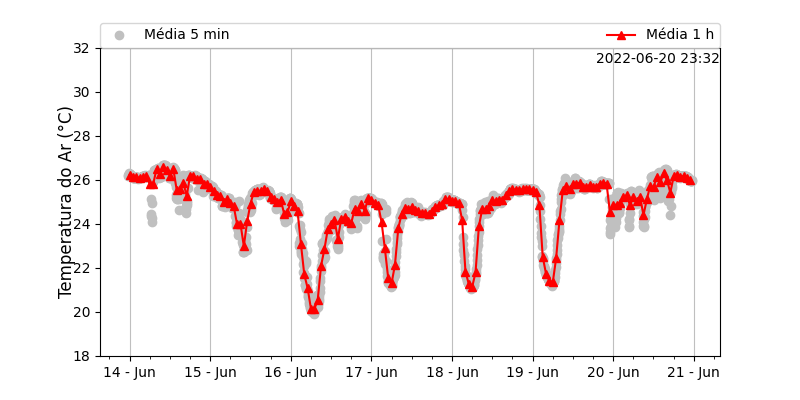 Média 5 min
Média 1 h
2022-06-20 23:32
Temperatura do Ar (°C)
32
30
28
26
24
22
20
18
14 - Jun
15 - Jun
16 - Jun
17 - Jun
18 - Jun
19 - Jun
20 - Jun
21 - Jun